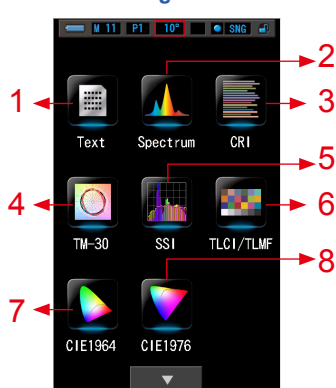 M 11 P1 10° SNG
2
1 3
Text Spectrum CRI
5
4 6
TM-30 SSI TLCI/TLMF
8
7
CIE1964 CIE1976